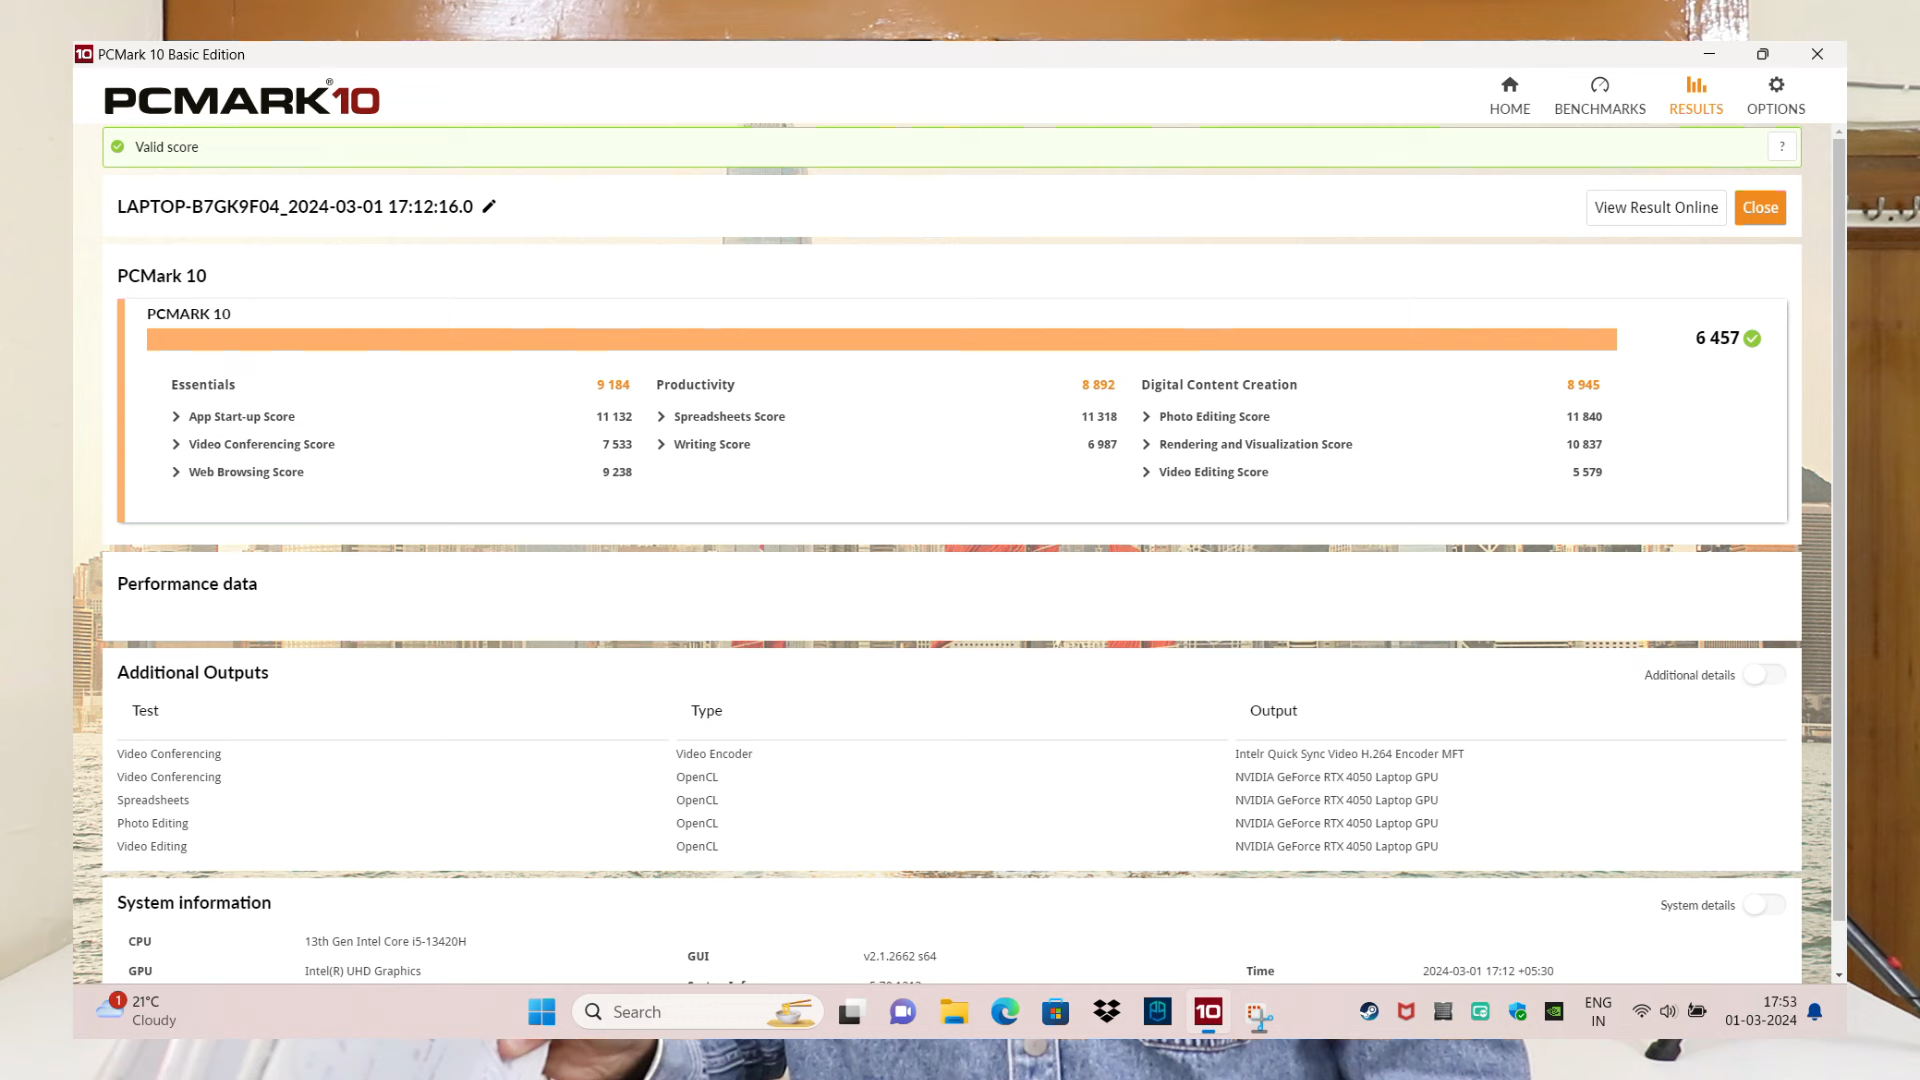 10 PCMark 10 Basic Edition
PCMARK®10
HOME BENCHMARKS RESULTS OPTIONS
Valid score ?
LAPTOP-B7GK9F04_2024-03-01 17:12:16.0 View Result Online Close
PCMark 10
PCMARK 10
6 457
Essentials 9 184 Productivity 8 892 Digital Content Creation 8 945
App Start-up Score 11 132 Spreadsheets Score 11 318 Photo Editing Score 11 840
Video Conferencing Score 7 533 Writing Score 6 987 Rendering and Visualization Score 10 837
Web Browsing Score 9 238 Video Editing Score 5 579
Performance data
Additional Outputs Additional details
Test Type Output
Video Conferencing Video Encoder Intelr Quick Sync Video H.264 Encoder MFT
Video Conferencing OpenCL NVIDIA GeForce RTX 4050 Laptop GPU
Spreadsheets OpenCL NVIDIA GeForce RTX 4050 Laptop GPU
Photo Editing OpenCL NVIDIA GeForce RTX 4050 Laptop GPU
Video Editing OpenCL NVIDIA GeForce RTX 4050 Laptop GPU
System information System details
CPU 13th Gen Intel Core i5-13420H
GUI v2.1.2662 s64
GPU Intel(R) UHD Graphics Time 2024-03-01 17:12 +05:30
1 21°C
Cloudy
Search
10
ENG
IN
17:53
01-03-2024